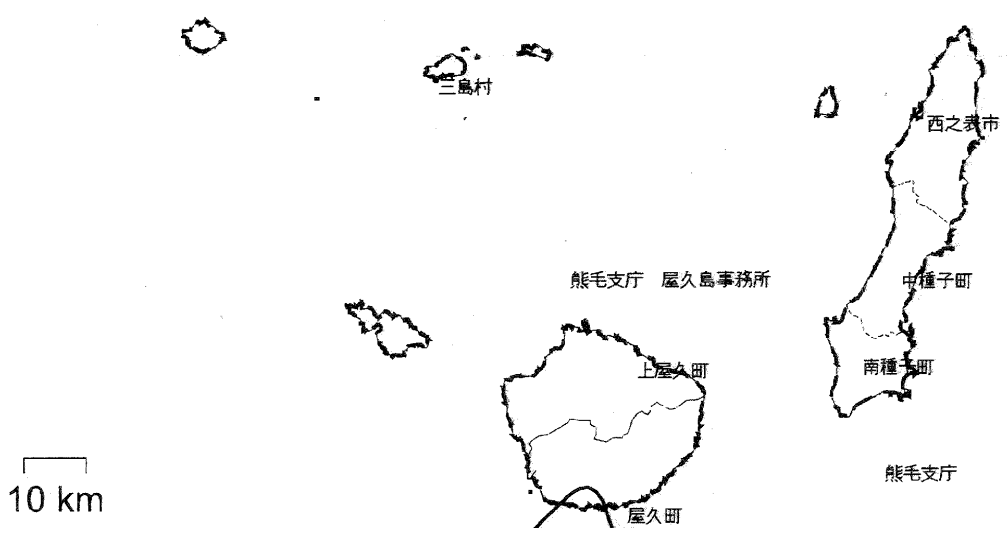 三島村
西之表市
熊毛支庁 屋久島事務所
中種子町
上屋久町
南種子町
熊毛支庁
10 km
屋久町